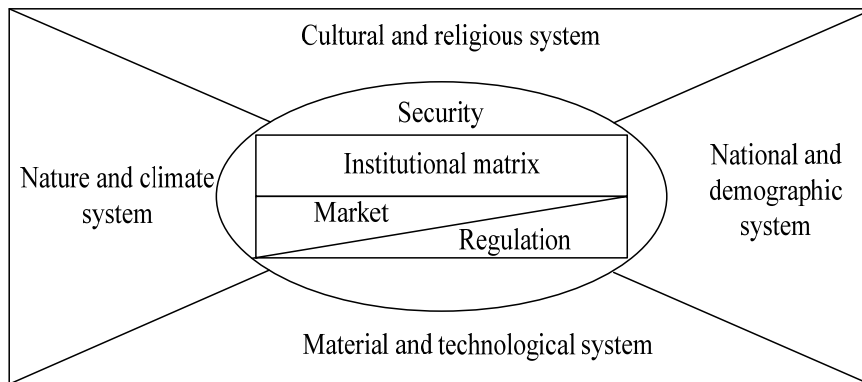 Cultural and religious system
Security
Institutional matrix
Nature and climate
system
Market
Regulation
National and
demographic
system
Material and technological system